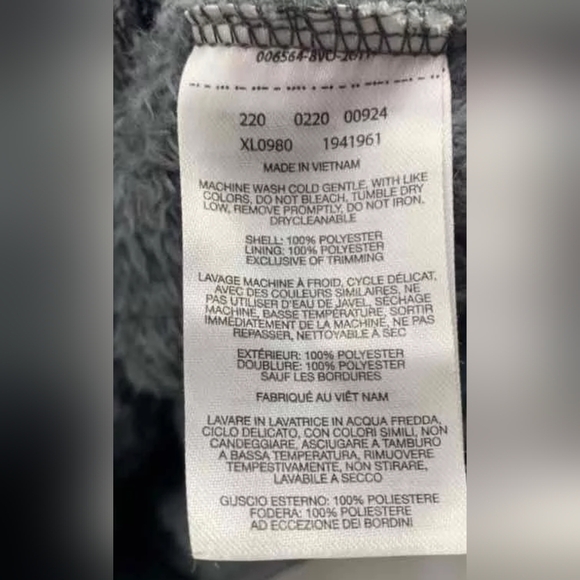 220 0220 00924
XL0980 1941961
MADE IN VIETNAM
MACHINE WASH COLD GENTLE, WITH LIKE
COLORS, DO NOT BLEACH, TUMBLE DRY
LOW, REMOVE PROMPTLY, DO NOT IRON.
DRYCLEANABLE
SHELL: 100% POLYESTER
LINING: 100% POLYESTER
EXCLUSIVE OF TRIMMING
LAVAGE MACHINE À FROID, CYCLE DÉLICAT,
AVEC DES COULEURS SIMILAIRES, NE
PAS UTILISER D'EAU DE JAVEL, SÉCHAGE
MACHINE, BASSE TEMPÉRATURE, SORTIR
IMMÉDIATEMENT DE LA MACHINE, NE PAS
REPASSER, NETTOYABLE A SEC
EXTÉRIEUR: 100% POLYESTER
DOUBLURE: 100% POLYESTER
SAUF LES BORDURES
FABRIQUÉ AU VIÊT NAM
LAVARE IN LAVATRICE IN ACQUA FREDDA,
CICLO DELICATO, CON COLORI SIMILI, NON
CANDEGGIARE, ASCIUGARE A TAMBURO
A BASSA TEMPERATURA, RIMUOVERE
TEMPESTIVAMENTE, NON STIRARE,
LAVABILE A SECCO
GUSCIO ESTERNO: 100% POLIESTERE
FODERA: 100% POLIESTERE
AD ECCEZIONE DEI BORDINI